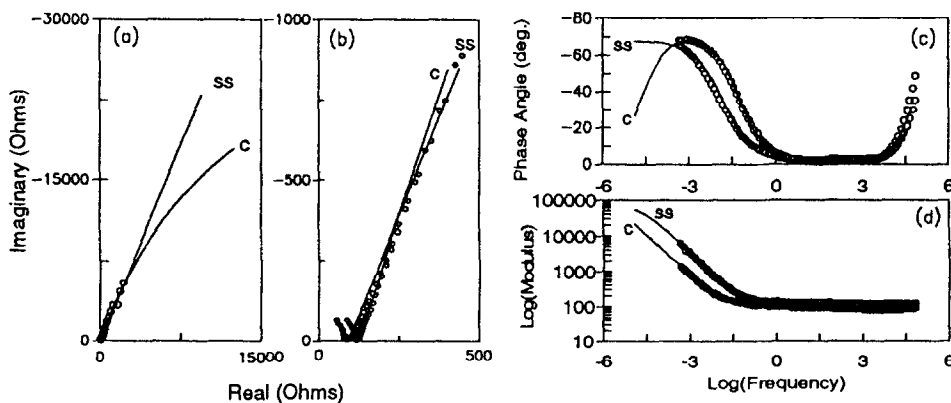 -30000
(a)
SS
-15000
C
0
0
15000
Imaginary (Ohms)
-1000
(b)
C
SS
-500
0
0
500
Real (Ohms)
-80
-60
-40
-20
0
Phase Angle (deg.)
SS
C
(c)
-6
-3
0
3
6
100000
10000
1000
100
10
Log(Modulus)
SS
C
(d)
-6
-3
0
3
6
Log(Frequency)